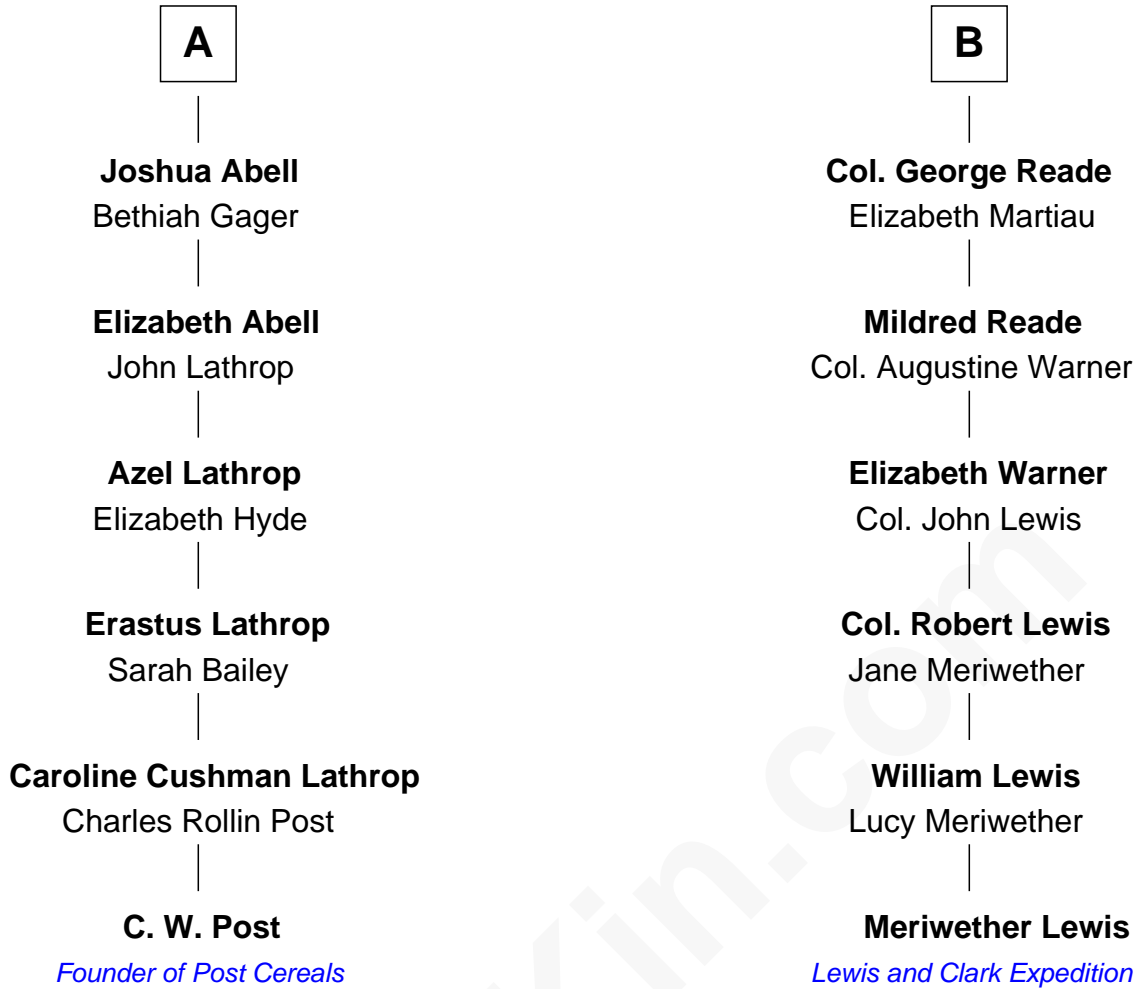 A
Joshua Abell
Bethiah Gager
Elizabeth Abell
John Lathrop
Azel Lathrop
Elizabeth Hyde
Erastus Lathrop
Sarah Bailey
Caroline Cushman Lathrop
Charles Rollin Post
C. W. Post
Founder of Post Cereals
B
Col. George Reade
Elizabeth Martiau
Mildred Reade
Col. Augustine Warner
Elizabeth Warner
Col. John Lewis
Col. Robert Lewis
Jane Meriwether
William Lewis
Lucy Meriwether
Meriwether Lewis
Lewis and Clark Expedition
Kin.com